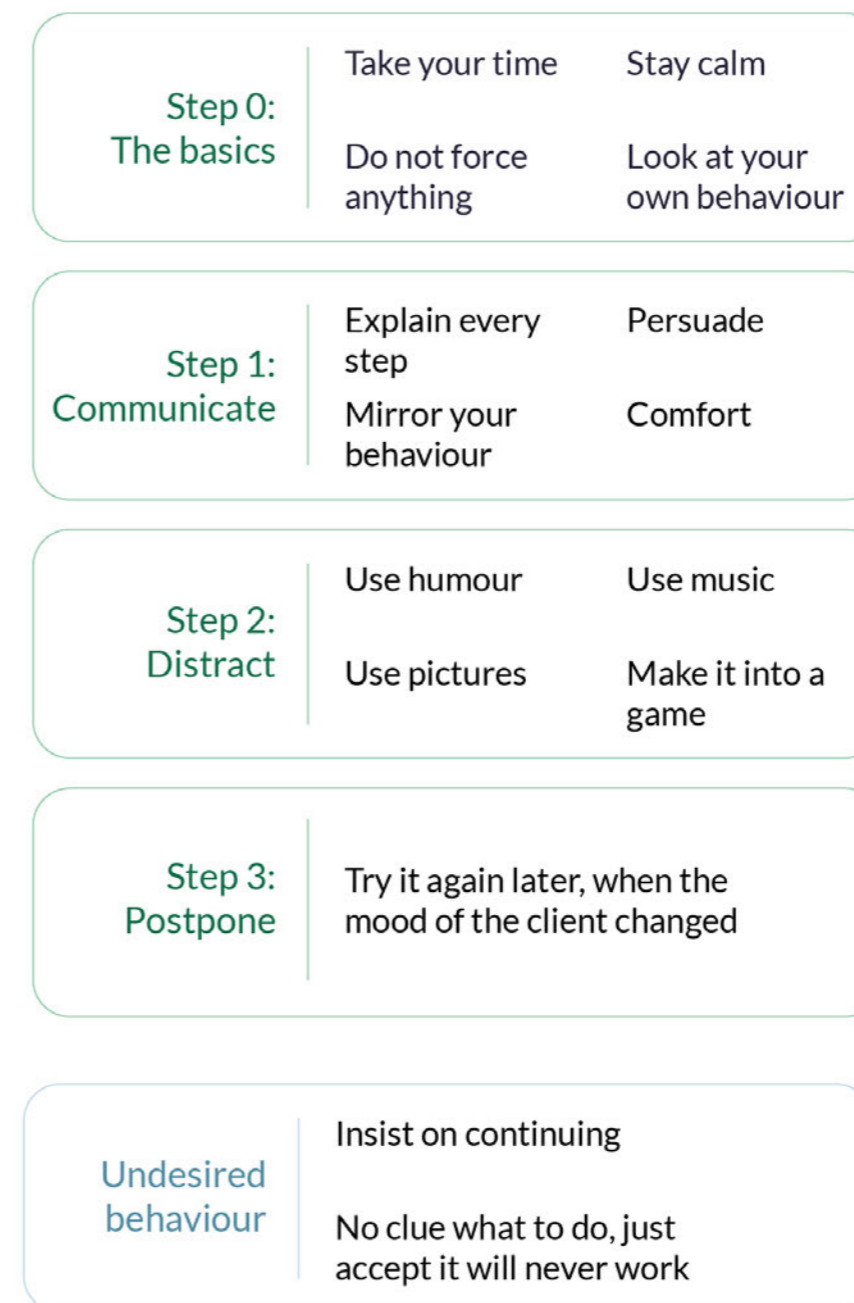 Step 0:
The basics
Take your time
Stay calm
Do not force
anything
Look at your
own behaviour
Step 1:
Communicate
Explain every
step
Persuade
Mirror your
behaviour
Comfort
Step 2:
Distract
Use humour
Use music
Use pictures
Make it into a
game
Step 3:
Postpone
Try it again later, when the
mood of the client changed
Undesired
behaviour
Insist on continuing
No clue what to do, just
accept it will never work